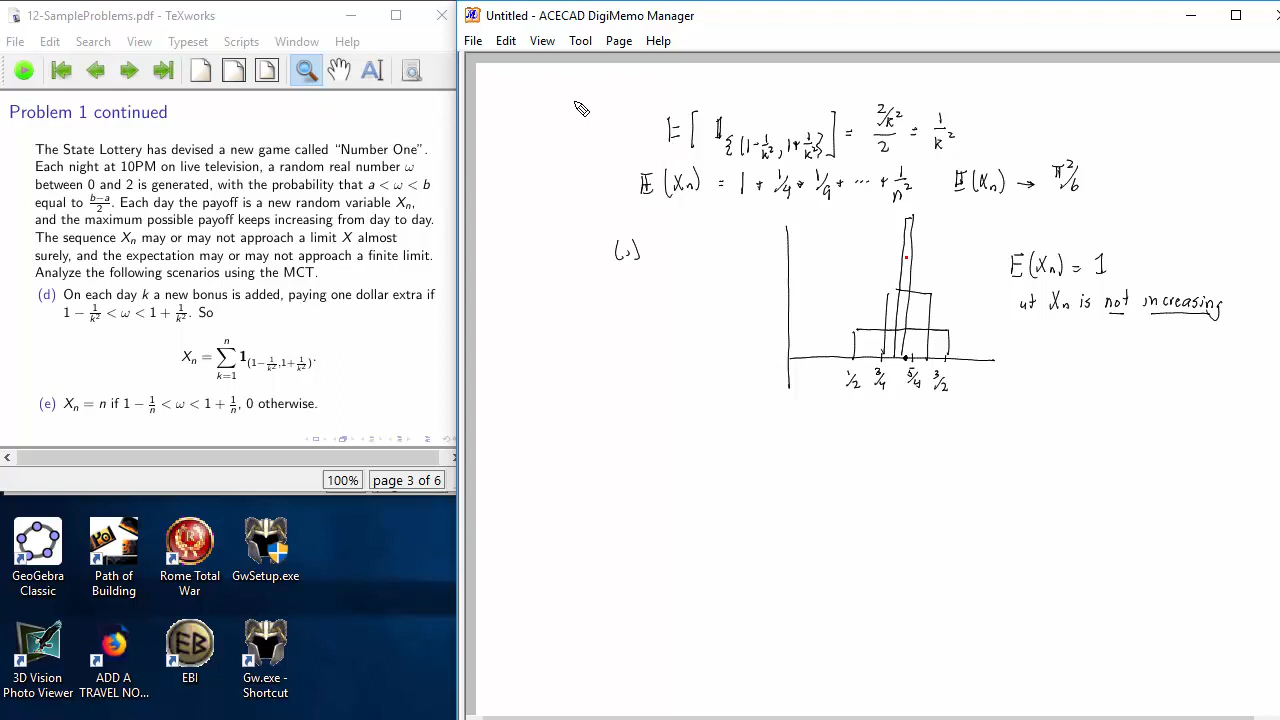 12-SampleProblems.pdf - TeXworks
File Edit Search View Typeset Scripts Window Help
Problem 1 continued
The State Lottery has devised a new game called “Number One”.
Each night at 10PM on live television, a random real number ω
between 0 and 2 is generated, with the probability that a < ω < b
equal to (b−a)/2. Each day the payoff is a new random variable Xₙ,
and the maximum possible payoff keeps increasing from day to day.
The sequence Xₙ may or may not approach a limit X almost
surely, and the expectation may or may not approach a finite limit.
Analyze the following scenarios using the MCT.
(d) On each day k a new bonus is added, paying one dollar extra if
1 − 1/k² < ω < 1 + 1/k². So
Xₙ = ∑ₖ₌₁ⁿ 𝟏₍₁₋₁/ₖ²,₁₊₁/ₖ²₎.
(e) Xₙ = n if 1 − 1/n < ω < 1 + 1/n, 0 otherwise.
100% page 3 of 6
GeoGebra Classic
Path of Building
Rome Total War
GwSetup.exe
3D Vision Photo Viewer
ADD A TRAVEL NO...
EBI
Gw.exe - Shortcut
Untitled - ACECAD DigiMemo Manager
File Edit View Tool Page Help
E[𝟙_{(1-1/k², 1+1/k²)}] = (2/k²)/2 = 1/k²
E(Xₙ) = 1 + 1/4 + 1/9 + ... + 1/n² E(Xₙ) → π²/6
E(Xₙ) = 1
ut Xₙ is not increasing
1/2 3/4 5/4 3/2